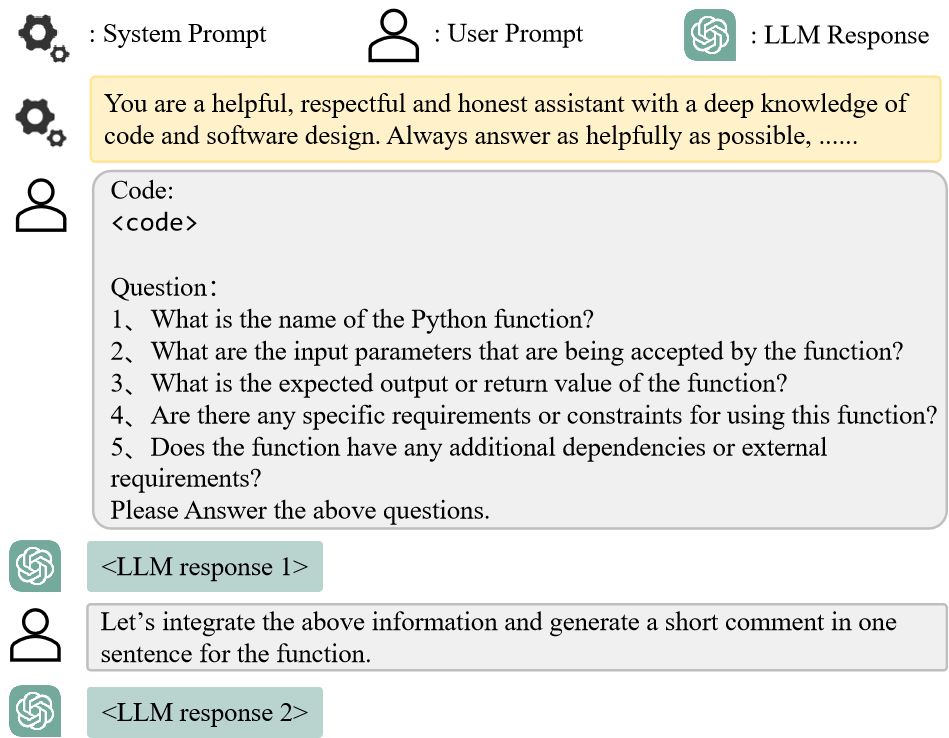 : System Prompt
: User Prompt
: LLM Response
You are a helpful, respectful and honest assistant with a deep knowledge of
code and software design. Always answer as helpfully as possible, ......
Code:
<code>
Question：
1、 What is the name of the Python function?
2、 What are the input parameters that are being accepted by the function?
3、 What is the expected output or return value of the function?
4、 Are there any specific requirements or constraints for using this function?
5、 Does the function have any additional dependencies or external
requirements?
Please Answer the above questions.
<LLM response 1>
Let’s integrate the above information and generate a short comment in one
sentence for the function.
<LLM response 2>